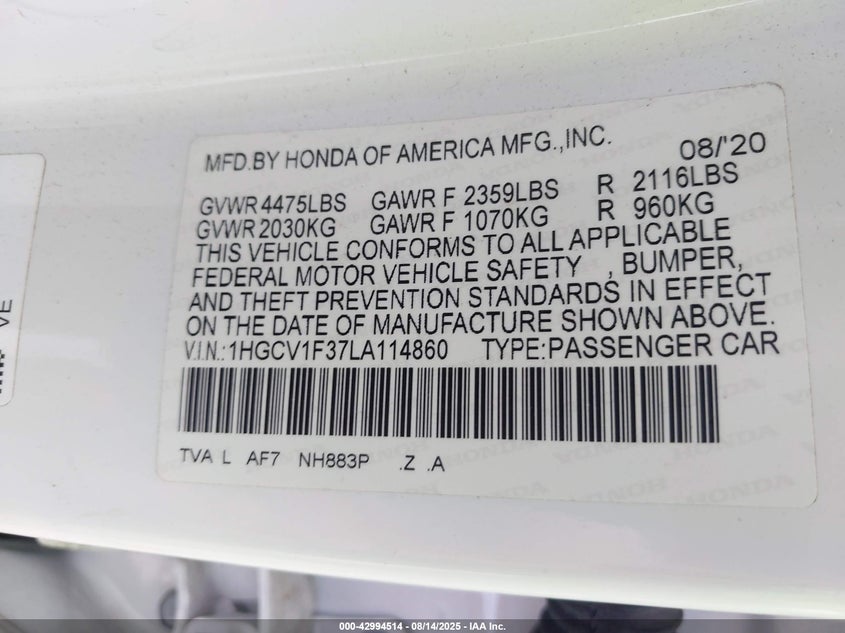 MFD.BY HONDA OF AMERICA MFG.,INC. 08/'20
GVWR 4475LBS GAWR F 2359LBS R 2116LBS
GVWR 2030KG GAWR F 1070KG R 960KG
THIS VEHICLE CONFORMS TO ALL APPLICABLE
FEDERAL MOTOR VEHICLE SAFETY , BUMPER,
AND THEFT PREVENTION STANDARDS IN EFFECT
ON THE DATE OF MANUFACTURE SHOWN ABOVE.
V.I.N.:1HGCV1F37LA114860 TYPE:PASSENGER CAR
TVA L AF7 NH883P .Z .A
VE
000-42994514 - 08/14/2025 - IAA Inc.